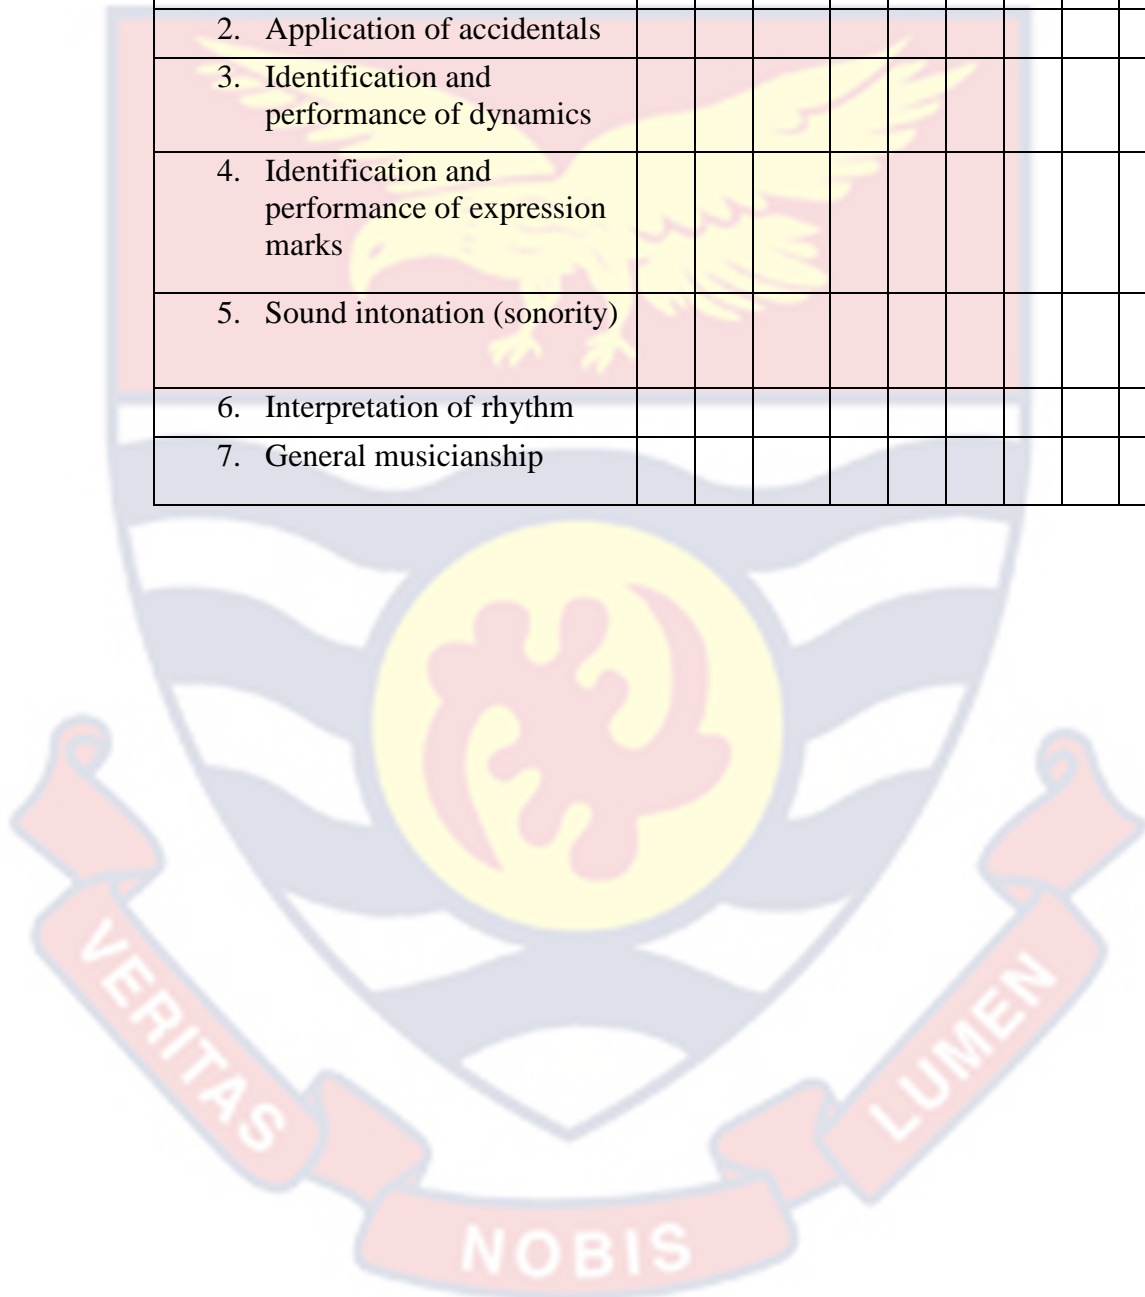 2. Application of accidentals
3. Identification and
performance of dynamics
4. Identification and
performance of expression
marks
5. Sound intonation (sonority)
6. Interpretation of rhythm
7. General musicianship
VERITAS
NOBIS
LUMEN